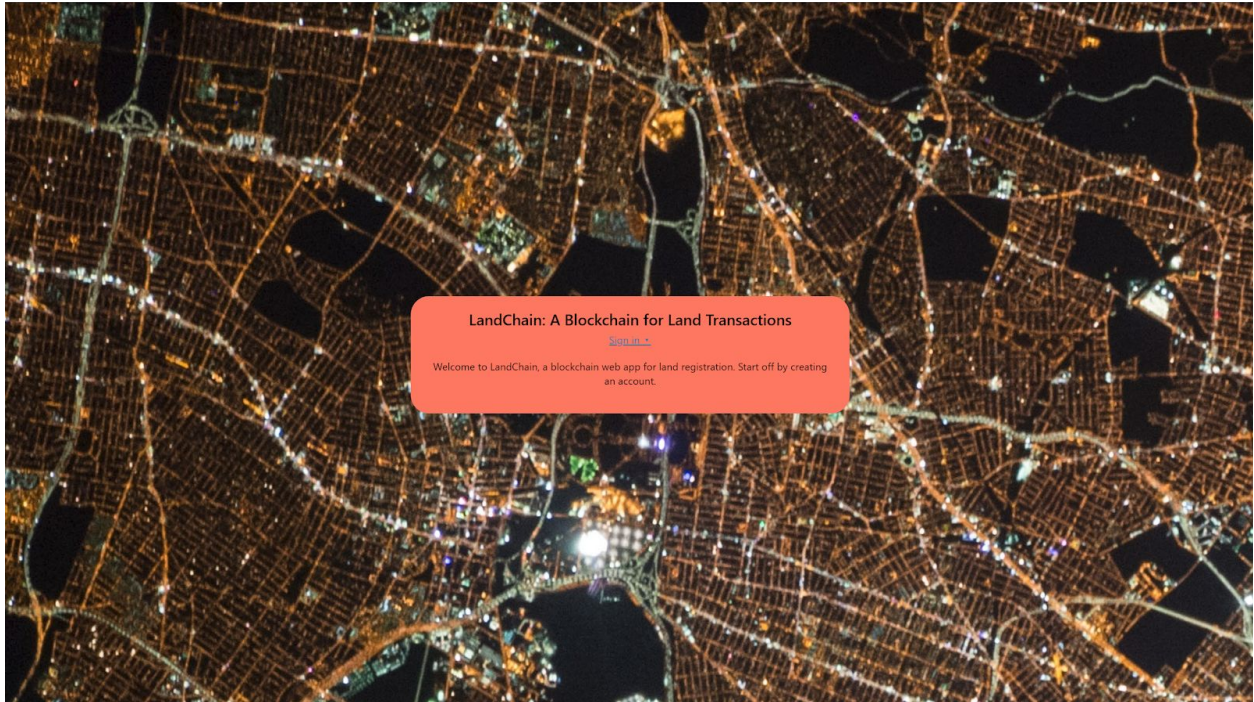 LandChain: A Blockchain for Land Transactions
Sign in ▾
Welcome to LandChain, a blockchain web app for land registration. Start off by creating
an account.